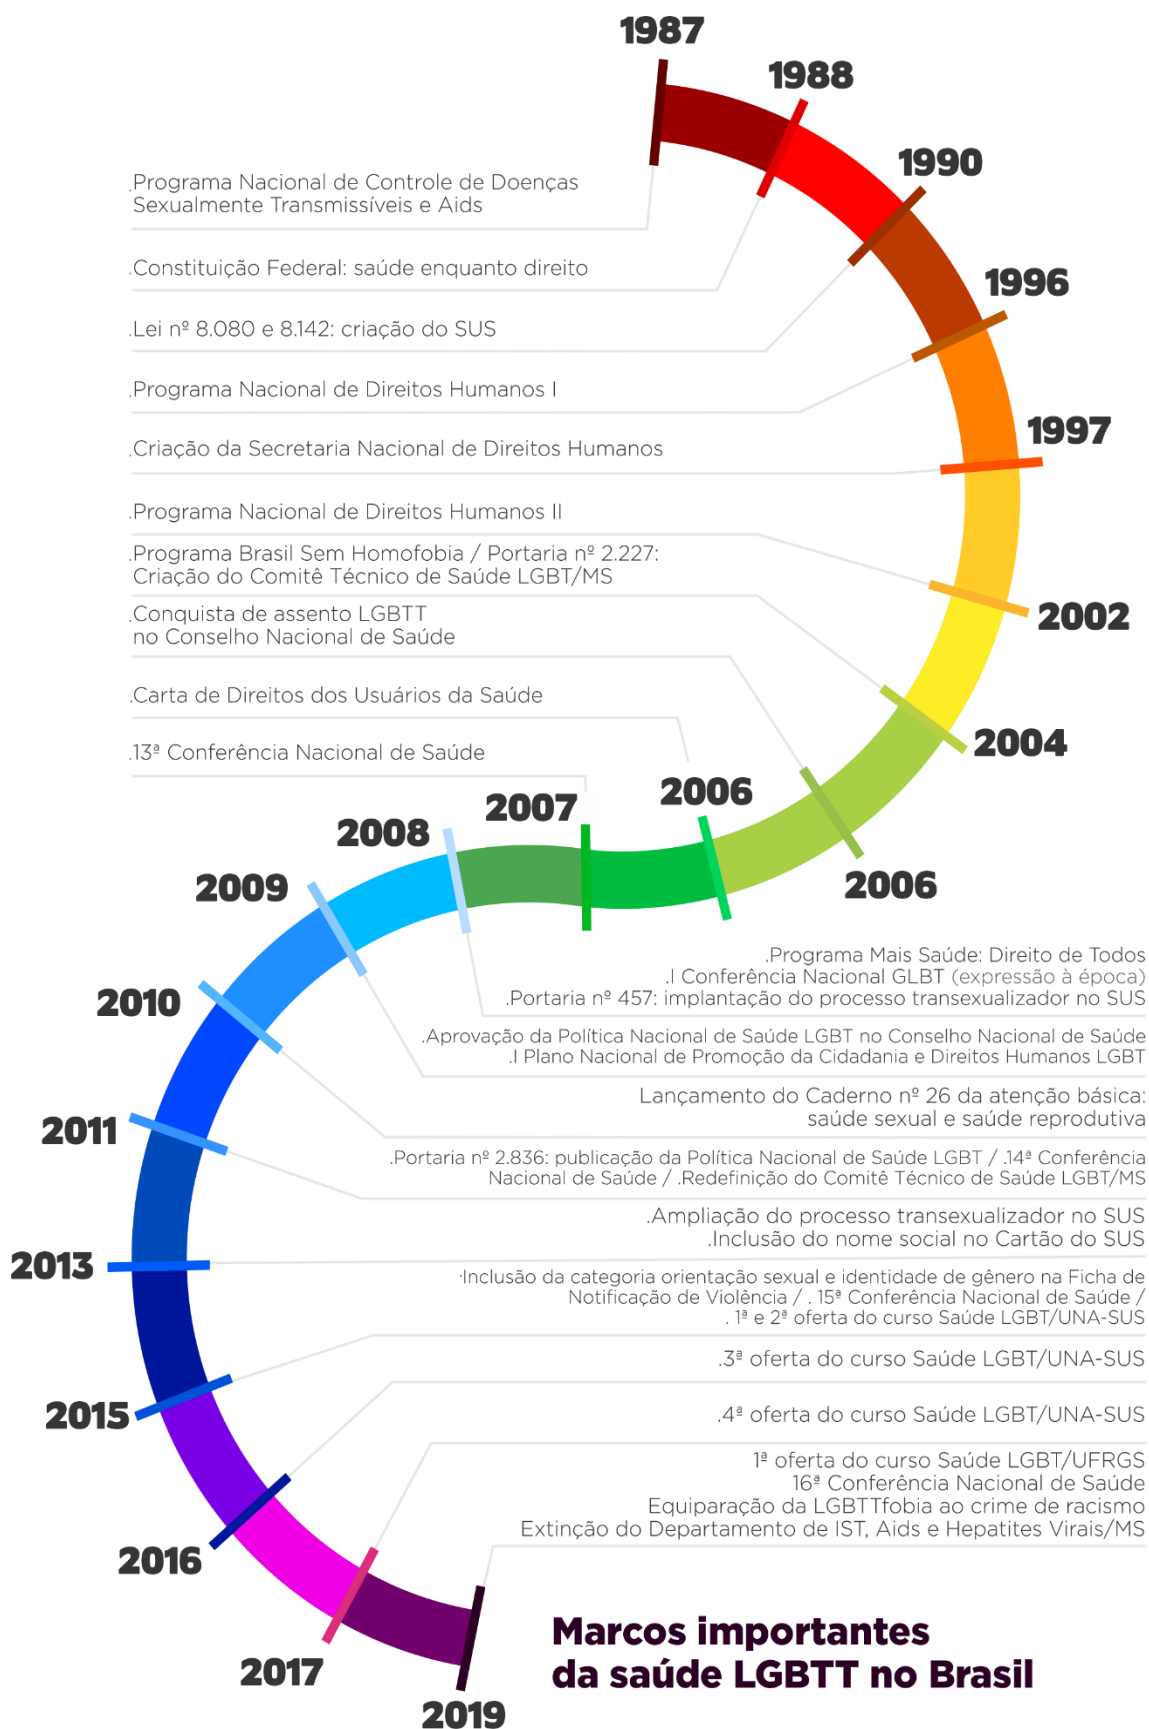 1987
1988
1990
1996
1997
2002
2004
2006
2006
2007
2008
2009
2010
2011
2013
2015
2016
2017
2019
.Programa Nacional de Controle de Doenças
Sexualmente Transmissíveis e Aids
.Constituição Federal: saúde enquanto direito
.Lei nº 8.080 e 8.142: criação do SUS
.Programa Nacional de Direitos Humanos I
.Criação da Secretaria Nacional de Direitos Humanos
.Programa Nacional de Direitos Humanos II
.Programa Brasil Sem Homofobia / Portaria nº 2.227:
Criação do Comitê Técnico de Saúde LGBT/MS
.Conquista de assento LGBTT
no Conselho Nacional de Saúde
.Carta de Direitos dos Usuários da Saúde
.13ª Conferência Nacional de Saúde
.Programa Mais Saúde: Direito de Todos
.I Conferência Nacional GLBT (expressão à época)
.Portaria nº 457: implantação do processo transexualizador no SUS
.Aprovação da Política Nacional de Saúde LGBT no Conselho Nacional de Saúde
.I Plano Nacional de Promoção da Cidadania e Direitos Humanos LGBT
Lançamento do Caderno nº 26 da atenção básica:
saúde sexual e saúde reprodutiva
.Portaria nº 2.836: publicação da Política Nacional de Saúde LGBT / .14ª Conferência
Nacional de Saúde / .Redefinição do Comitê Técnico de Saúde LGBT/MS
.Ampliação do processo transexualizador no SUS
.Inclusão do nome social no Cartão do SUS
·Inclusão da categoria orientação sexual e identidade de gênero na Ficha de
Notificação de Violência / . 15ª Conferência Nacional de Saúde /
. 1ª e 2ª oferta do curso Saúde LGBT/UNA-SUS
.3ª oferta do curso Saúde LGBT/UNA-SUS
.4ª oferta do curso Saúde LGBT/UNA-SUS
1ª oferta do curso Saúde LGBT/UFRGS
16ª Conferência Nacional de Saúde
Equiparação da LGBTTfobia ao crime de racismo
Extinção do Departamento de IST, Aids e Hepatites Virais/MS
Marcos importantes
da saúde LGBTT no Brasil